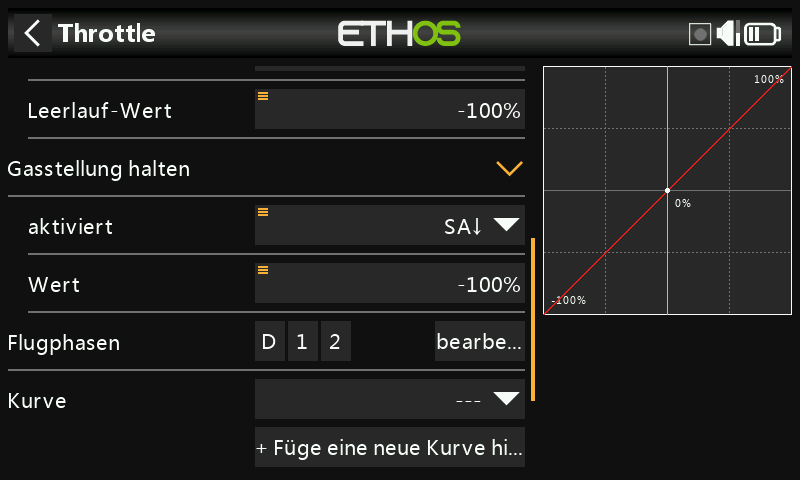 Throttle
ETHOS
Leerlauf-Wert
-100%
Gasstellung halten
aktiviert
SA↓
Wert
-100%
Flugphasen
D 1 2 bearbe...
Kurve
---
+ Füge eine neue Kurve hi...
100%
0%
-100%